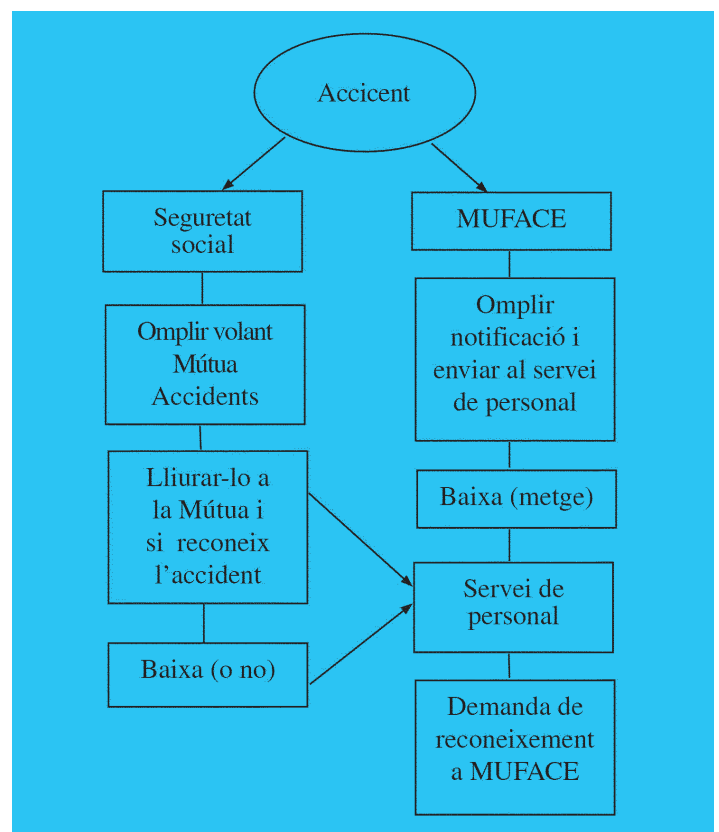 Accicent
Seguretat
social
Omplir volant
Mútua
Accidents
Lliurar-lo a
la Mútua i
si reconeix
l'accident
Baixa (o no)
MUFACE
Omplir
notificació i
enviar al servei
de personal
Baixa (metge)
Servei de
personal
Demanda de
reconeixement
a MUFACE